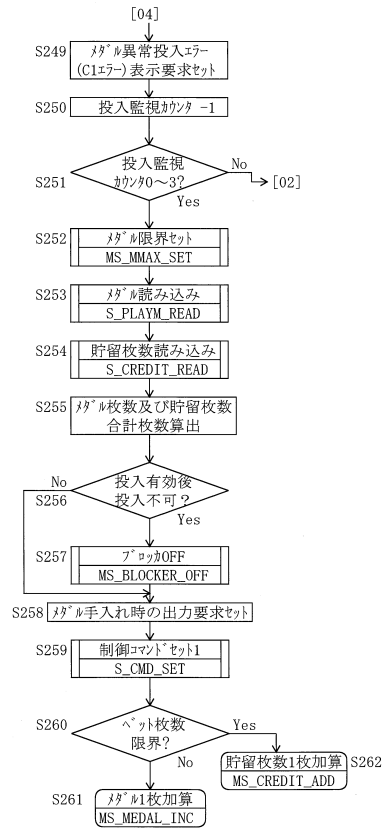 [04]
S249
ﾒﾀﾞﾙ異常投入エラー
(C1ｴﾗｰ)表示要求セット
S250
投入監視ｶｳﾝﾀ -1
投入監視
ｶｳﾝﾀ0～3?
S251
No
[02]
Yes
S252
ﾒﾀﾞﾙ限界セット
MS_MMAX_SET
S253
ﾒﾀﾞﾙ読み込み
S_PLAYM_READ
S254
貯留枚数読み込み
S_CREDIT_READ
S255
ﾒﾀﾞﾙ枚数及び貯留枚数
合計枚数算出
No
S256
投入有効後
投入不可？
Yes
S257
ﾌﾞﾛｯｶOFF
MS_BLOCKER_OFF
S258
ﾒﾀﾞﾙ手入れ時の出力要求セット
S259
制御ｺﾏﾝﾄﾞｾｯﾄ1
S_CMD_SET
S260
ﾍﾞｯﾄ枚数
限界?
Yes
No
貯留枚数1枚加算
MS_CREDIT_ADD
S262
S261
ﾒﾀﾞﾙ1枚加算
MS_MEDAL_INC